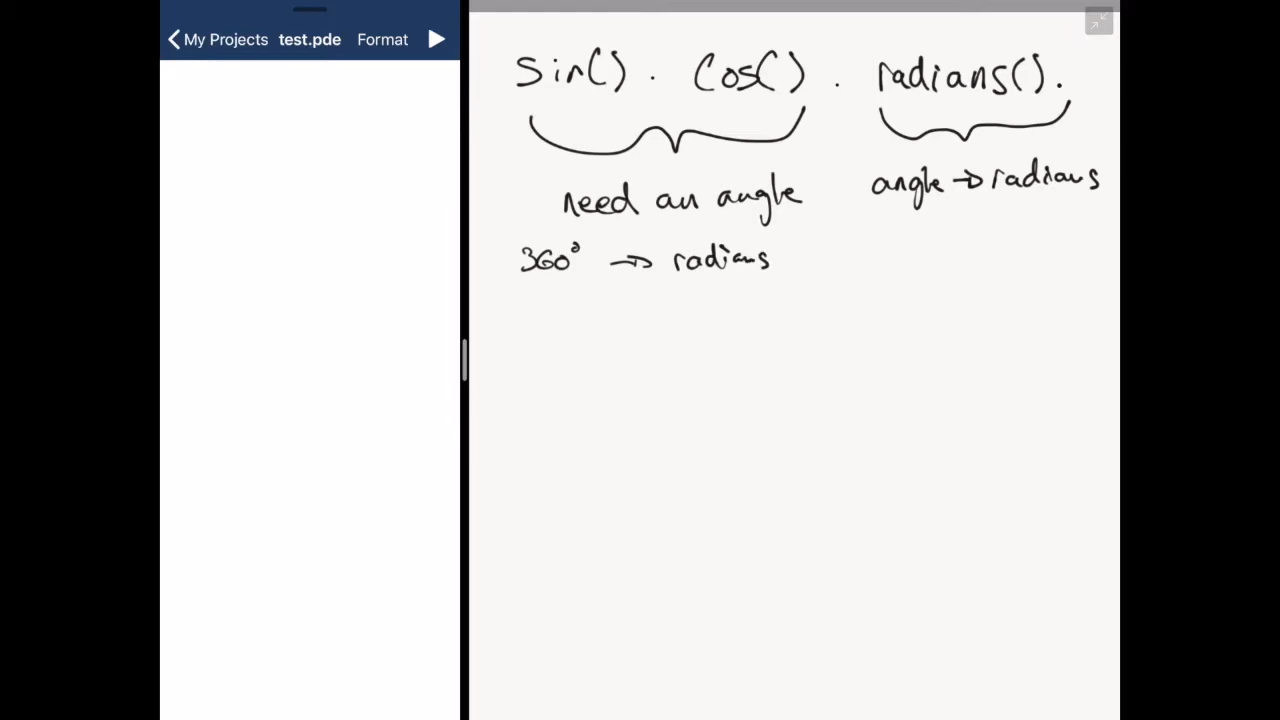 My Projects test.pde Format
sin() . cos() . radians().
need an angle
angle → radians
360° → radians